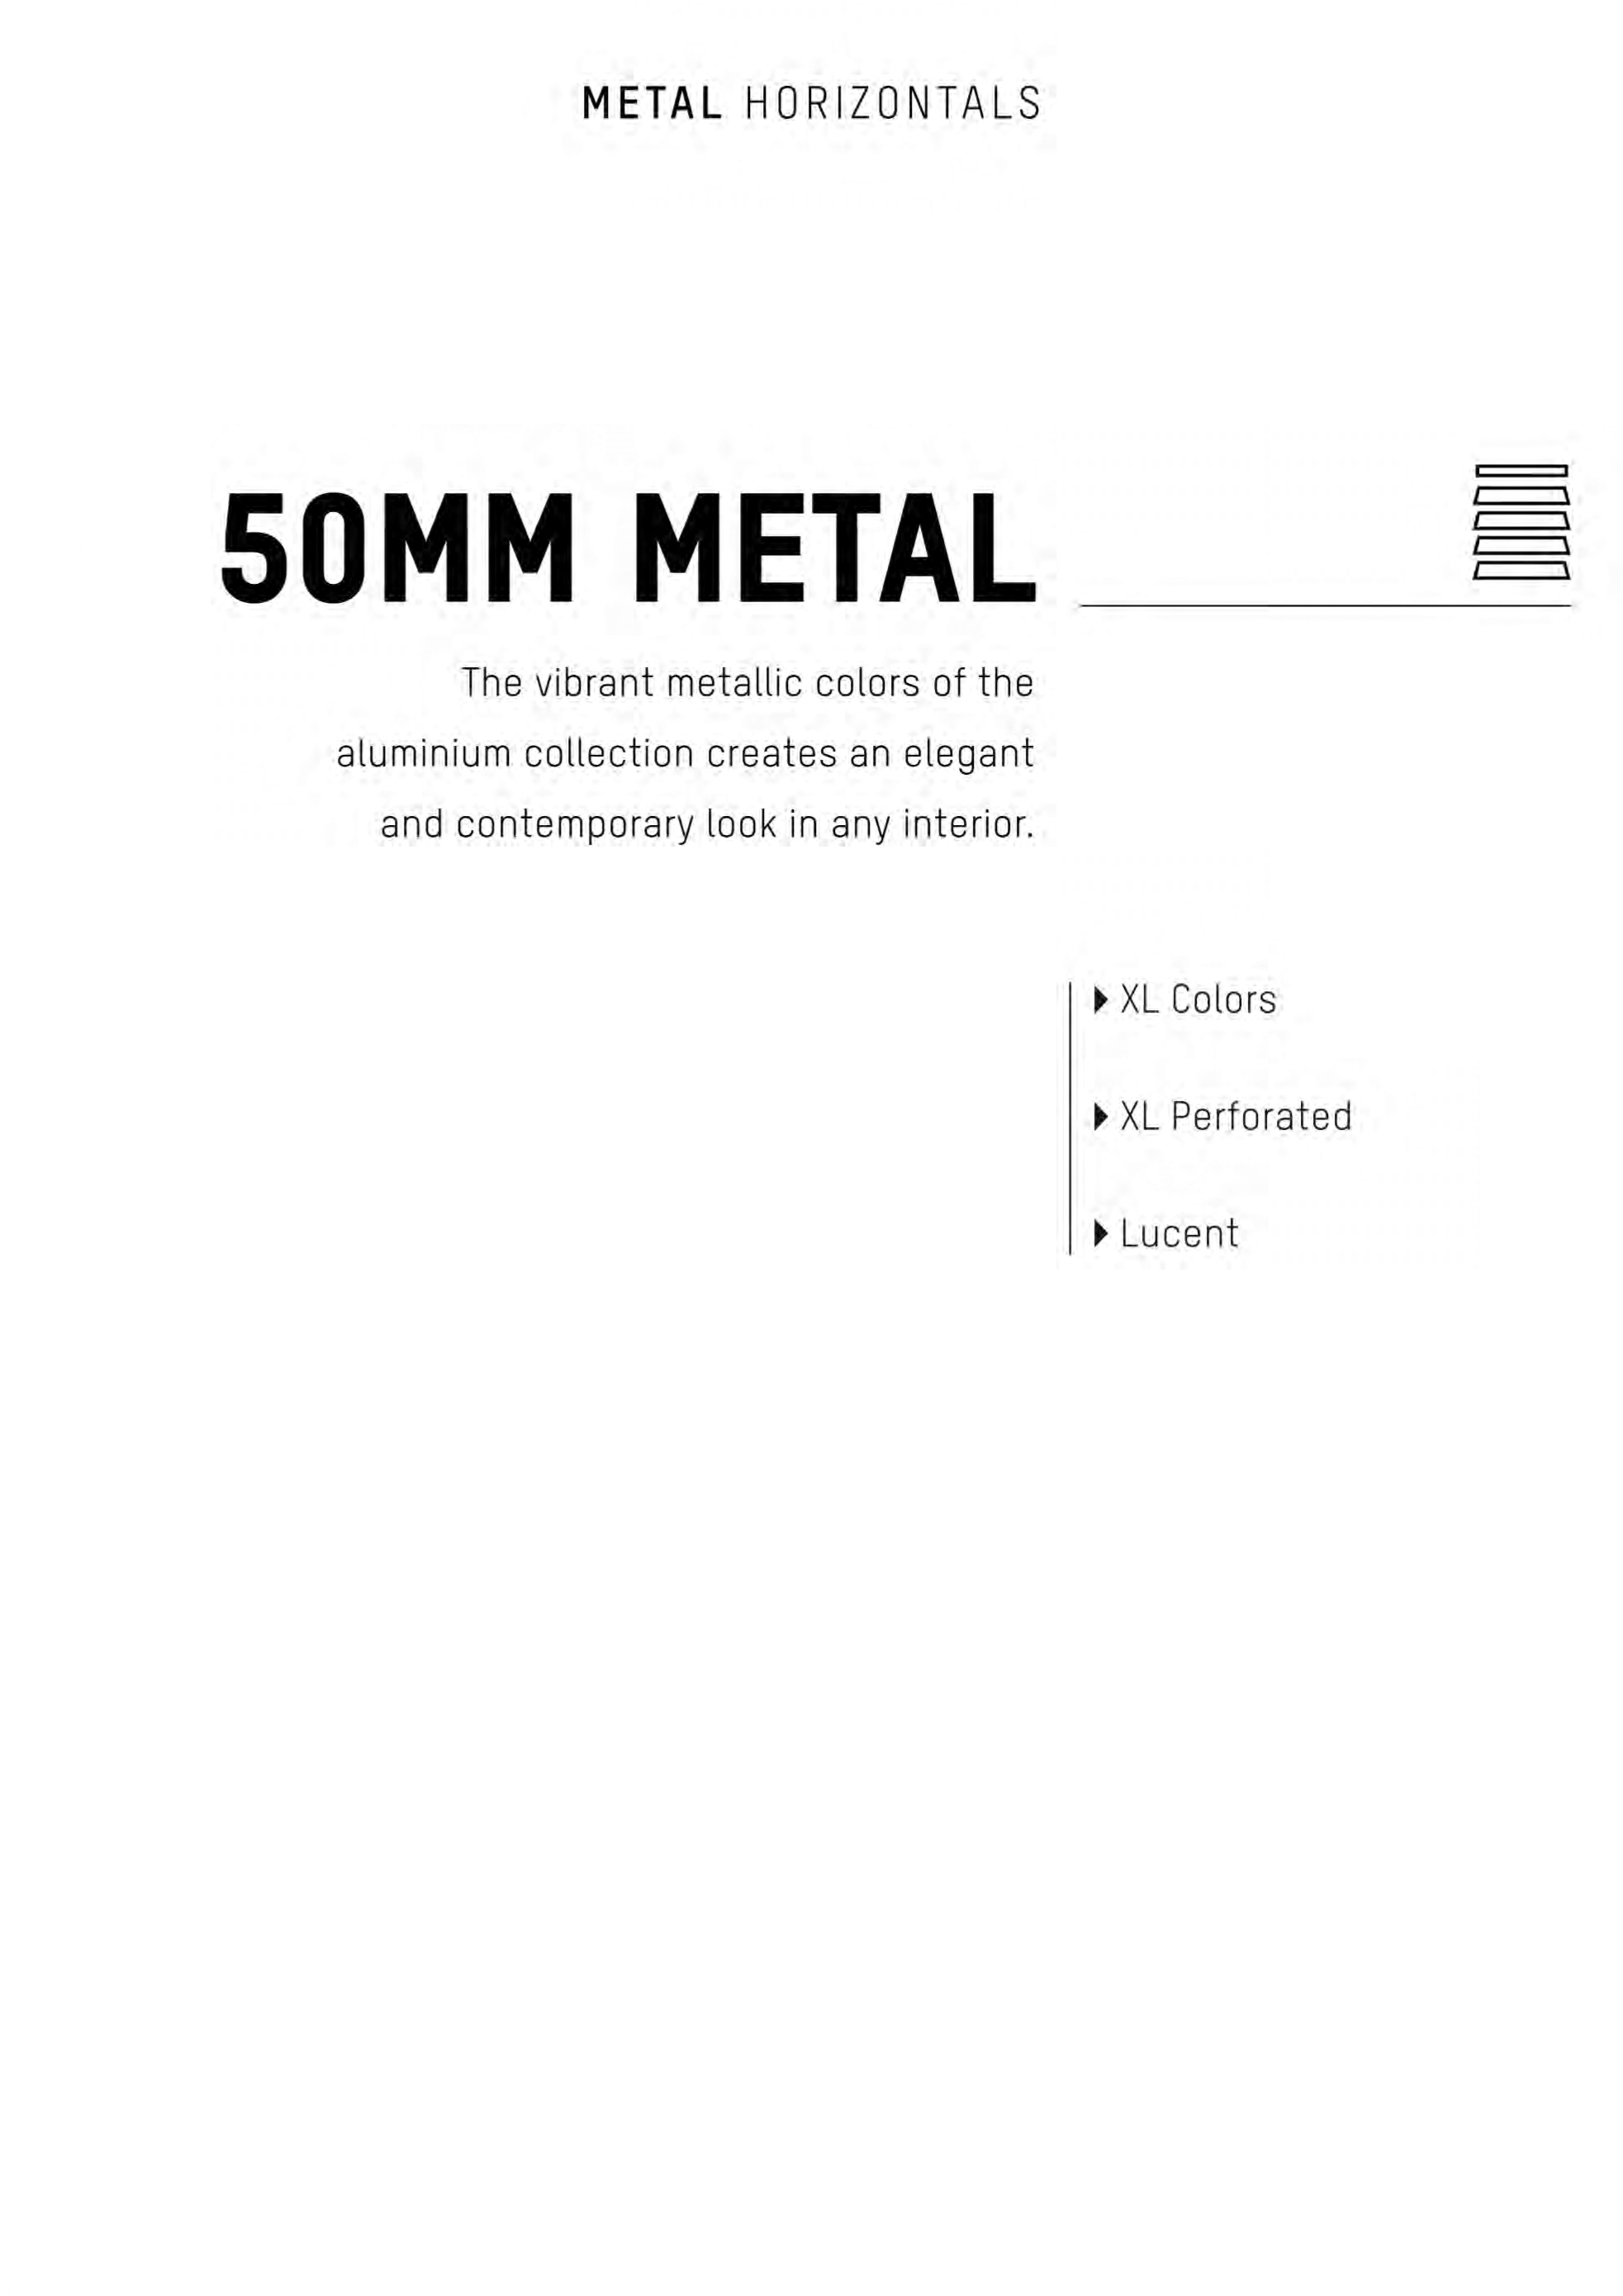 METAL HORIZONTALS
50MM METAL
The vibrant metallic colors of the
aluminium collection creates an elegant
and contemporary look in any interior.
XL Colors
XL Perforated
Lucent